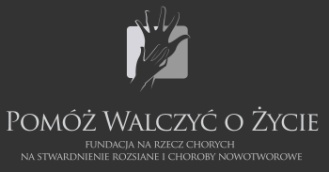 POMÓŻ WALCZYĆ O ŻYCIE
FUNDACJA NA RZECZ CHORYCH
NA STWARDNIENIE ROZSIANE I CHOROBY NOWOTWOROWE